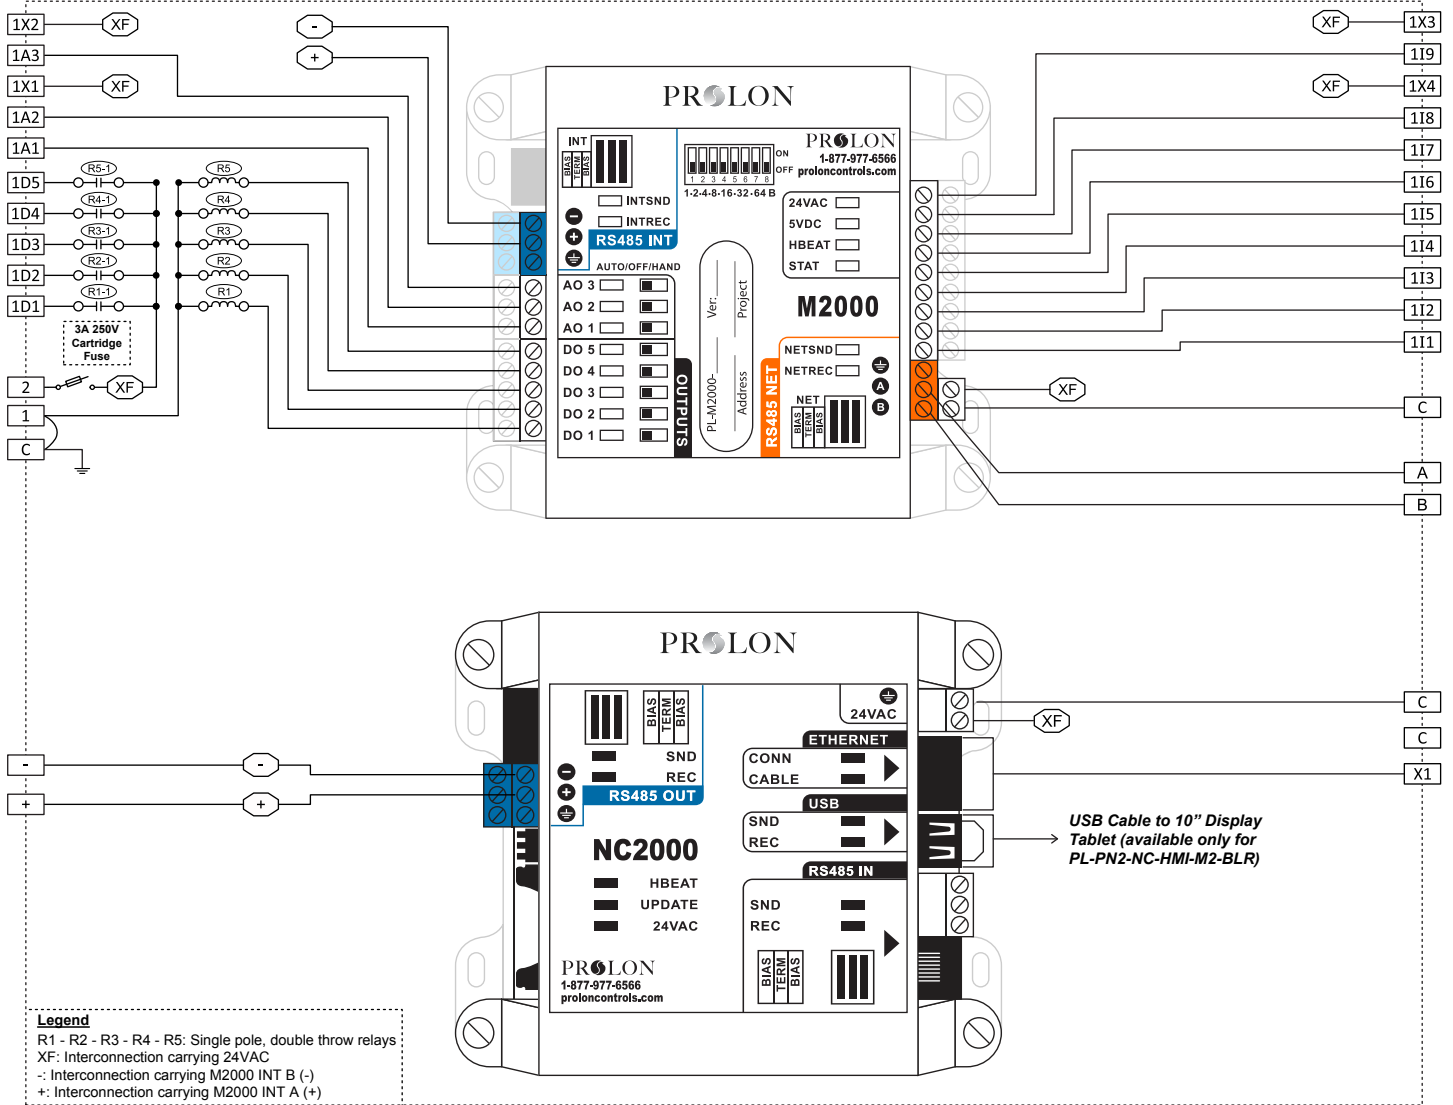 1X2
XF
1A3
1X1
XF
1A2
1A1
1D5
R5-1
R5
1D4
R4-1
R4
1D3
R3-1
R3
1D2
R2-1
R2
1D1
R1-1
R1
3A 250V
Cartridge
Fuse
2
XF
1
C
-
+
PROLON
INT
BIAS
TERM
BIAS
INTSND
INTREC
RS485 INT
ON
OFF
1 2 3 4 5 6 7 8
1-2-4-8-16-32-64 B
PROLON
1-877-977-6566
proloncontrols.com
24VAC
5VDC
HBEAT
STAT
AUTO/OFF/HAND
AO 3
AO 2
AO 1
DO 5
DO 4
DO 3
DO 2
DO 1
OUTPUTS
Ver:
Project
PL-M2000-
Address
M2000
NETSND
NETREC
A
B
NET
BIAS
TERM
BIAS
RS485 NET
XF
1X3
1I9
XF
1X4
1I8
1I7
1I6
1I5
1I4
1I3
1I2
1I1
XF
C
A
B
PROLON
BIAS
TERM
BIAS
SND
REC
RS485 OUT
NC2000
HBEAT
UPDATE
24VAC
PROLON
1-877-977-6566
proloncontrols.com
24VAC
ETHERNET
CONN
CABLE
USB
SND
REC
RS485 IN
SND
REC
BIAS
TERM
BIAS
-
-
+
+
C
XF
C
X1
USB Cable to 10” Display
Tablet (available only for
PL-PN2-NC-HMI-M2-BLR)
Legend
R1 - R2 - R3 - R4 - R5: Single pole, double throw relays
XF: Interconnection carrying 24VAC
-: Interconnection carrying M2000 INT B (-)
+: Interconnection carrying M2000 INT A (+)